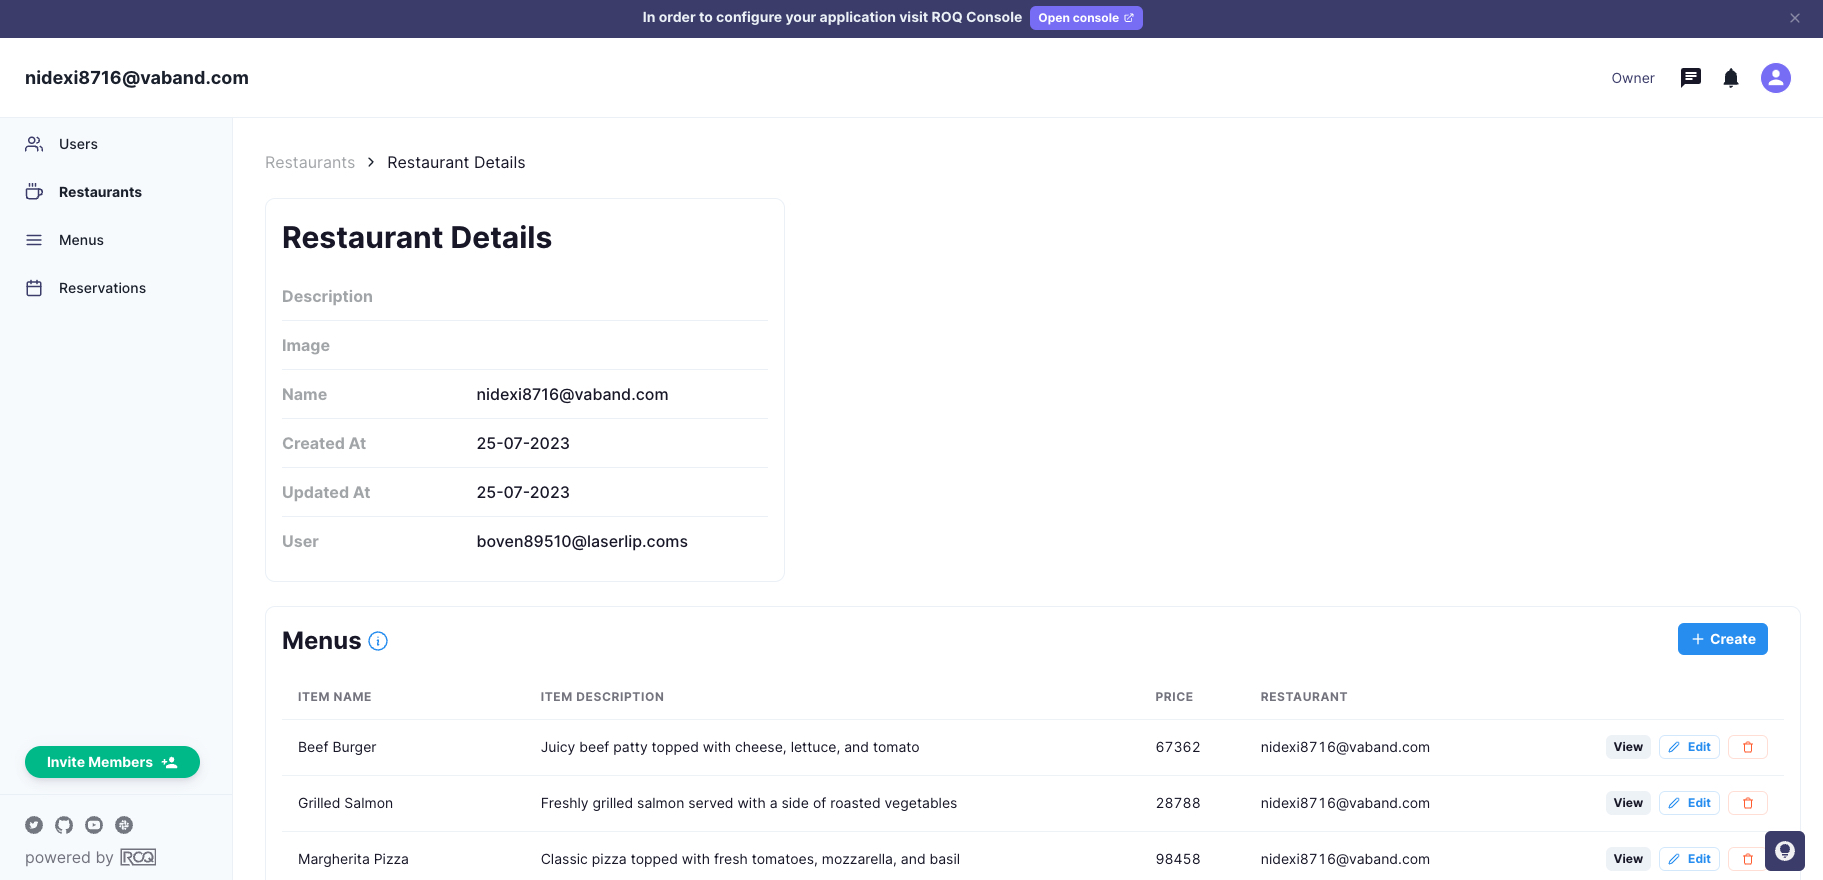 In order to configure your application visit ROQ Console Open console
nidexi8716@vaband.com
Owner
Users
Restaurants
Menus
Reservations
Invite Members
powered by ROQ
Restaurants > Restaurant Details
Restaurant Details
Description
Image
Name nidexi8716@vaband.com
Created At 25-07-2023
Updated At 25-07-2023
User boven89510@laserlip.coms
Menus
+ Create
ITEM NAME ITEM DESCRIPTION PRICE RESTAURANT
Beef Burger Juicy beef patty topped with cheese, lettuce, and tomato 67362 nidexi8716@vaband.com View Edit
Grilled Salmon Freshly grilled salmon served with a side of roasted vegetables 28788 nidexi8716@vaband.com View Edit
Margherita Pizza Classic pizza topped with fresh tomatoes, mozzarella, and basil 98458 nidexi8716@vaband.com View Edit